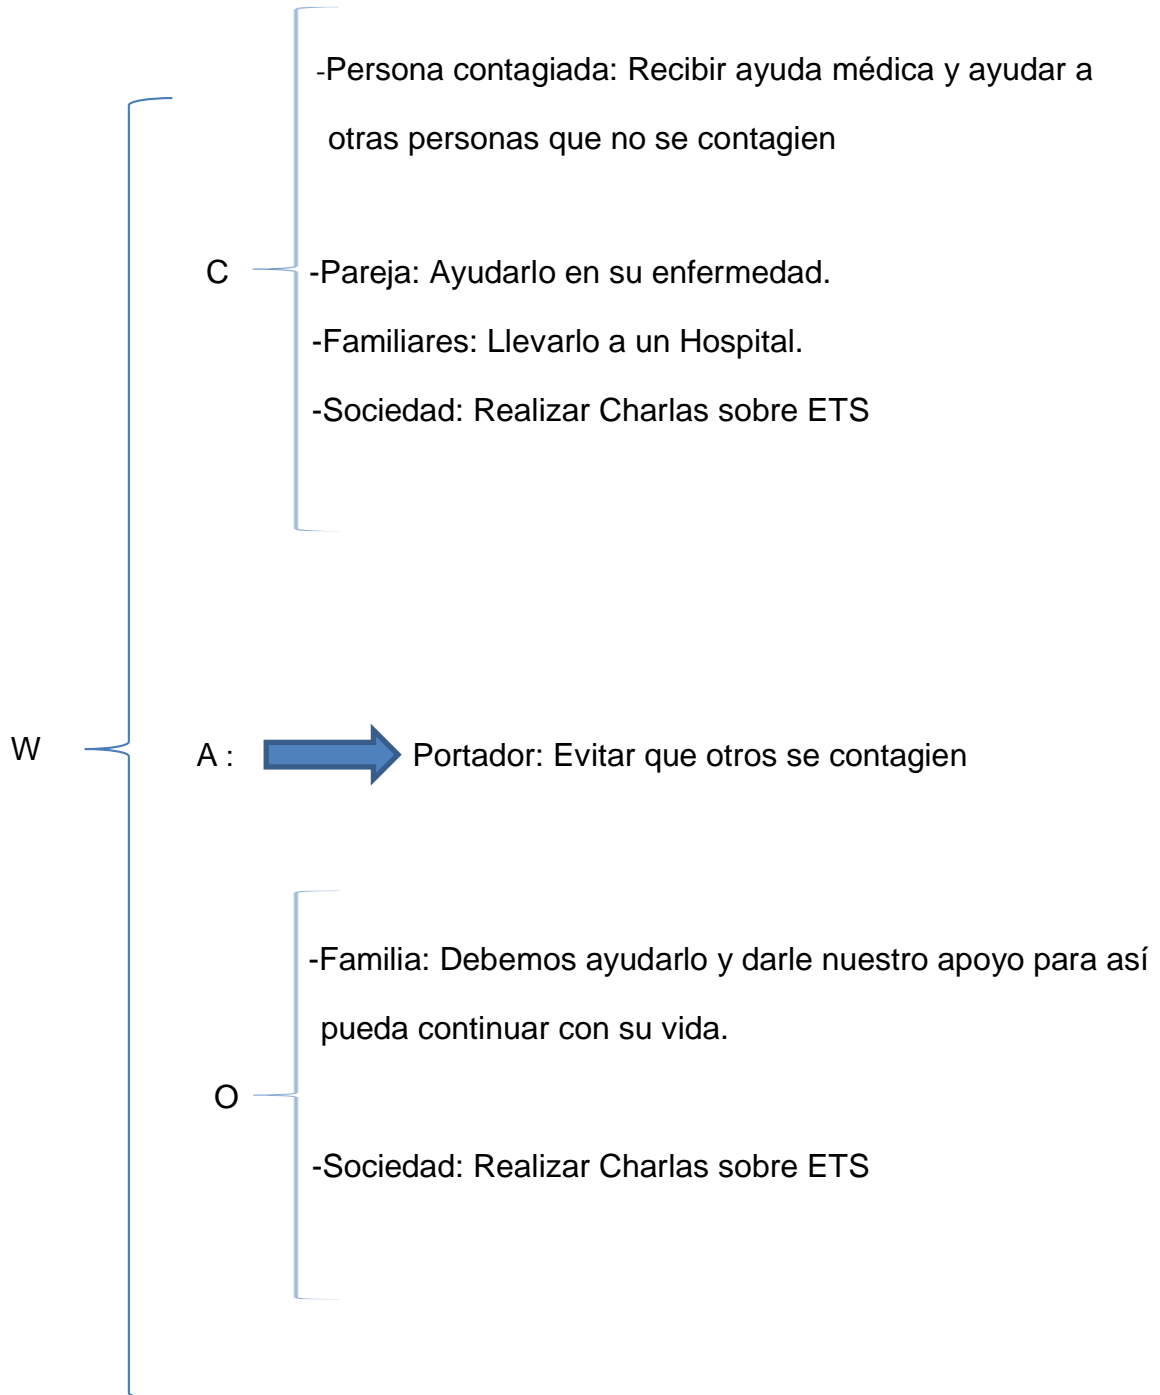 -Persona contagiada: Recibir ayuda médica y ayudar a
otras personas que no se contagien
C
-Pareja: Ayudarlo en su enfermedad.
-Familiares: Llevarlo a un Hospital.
-Sociedad: Realizar Charlas sobre ETS
W
A :
Portador: Evitar que otros se contagien
-Familia: Debemos ayudarlo y darle nuestro apoyo para así
pueda continuar con su vida.
O
-Sociedad: Realizar Charlas sobre ETS